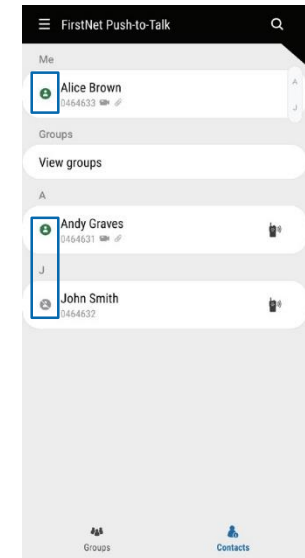 FirstNet Push-to-Talk
Me
Alice Brown
0464633
A
J
Groups
View groups
A
Andy Graves
0464631
J
John Smith
0464632
Groups
Contacts